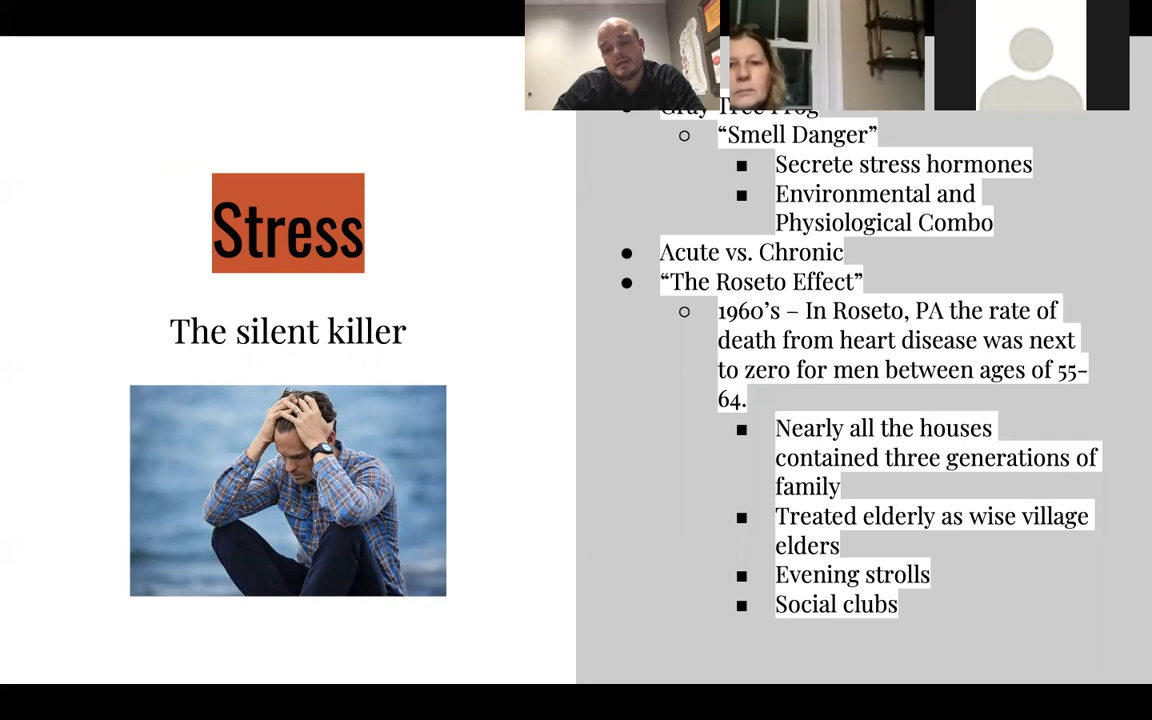 Stress
The silent killer
Gray Tree Frog
“Smell Danger”
Secrete stress hormones
Environmental and
Physiological Combo
Acute vs. Chronic
“The Roseto Effect”
1960’s – In Roseto, PA the rate of
death from heart disease was next
to zero for men between ages of 55-
64.
Nearly all the houses
contained three generations of
family
Treated elderly as wise village
elders
Evening strolls
Social clubs